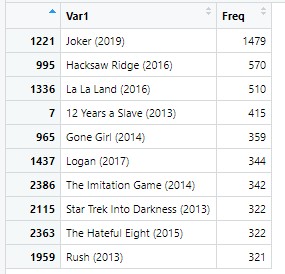 Var1 Freq
1221 Joker (2019) 1479
995 Hacksaw Ridge (2016) 570
1336 La La Land (2016) 510
7 12 Years a Slave (2013) 415
965 Gone Girl (2014) 359
1437 Logan (2017) 344
2386 The Imitation Game (2014) 342
2115 Star Trek Into Darkness (2013) 322
2363 The Hateful Eight (2015) 322
1959 Rush (2013) 321